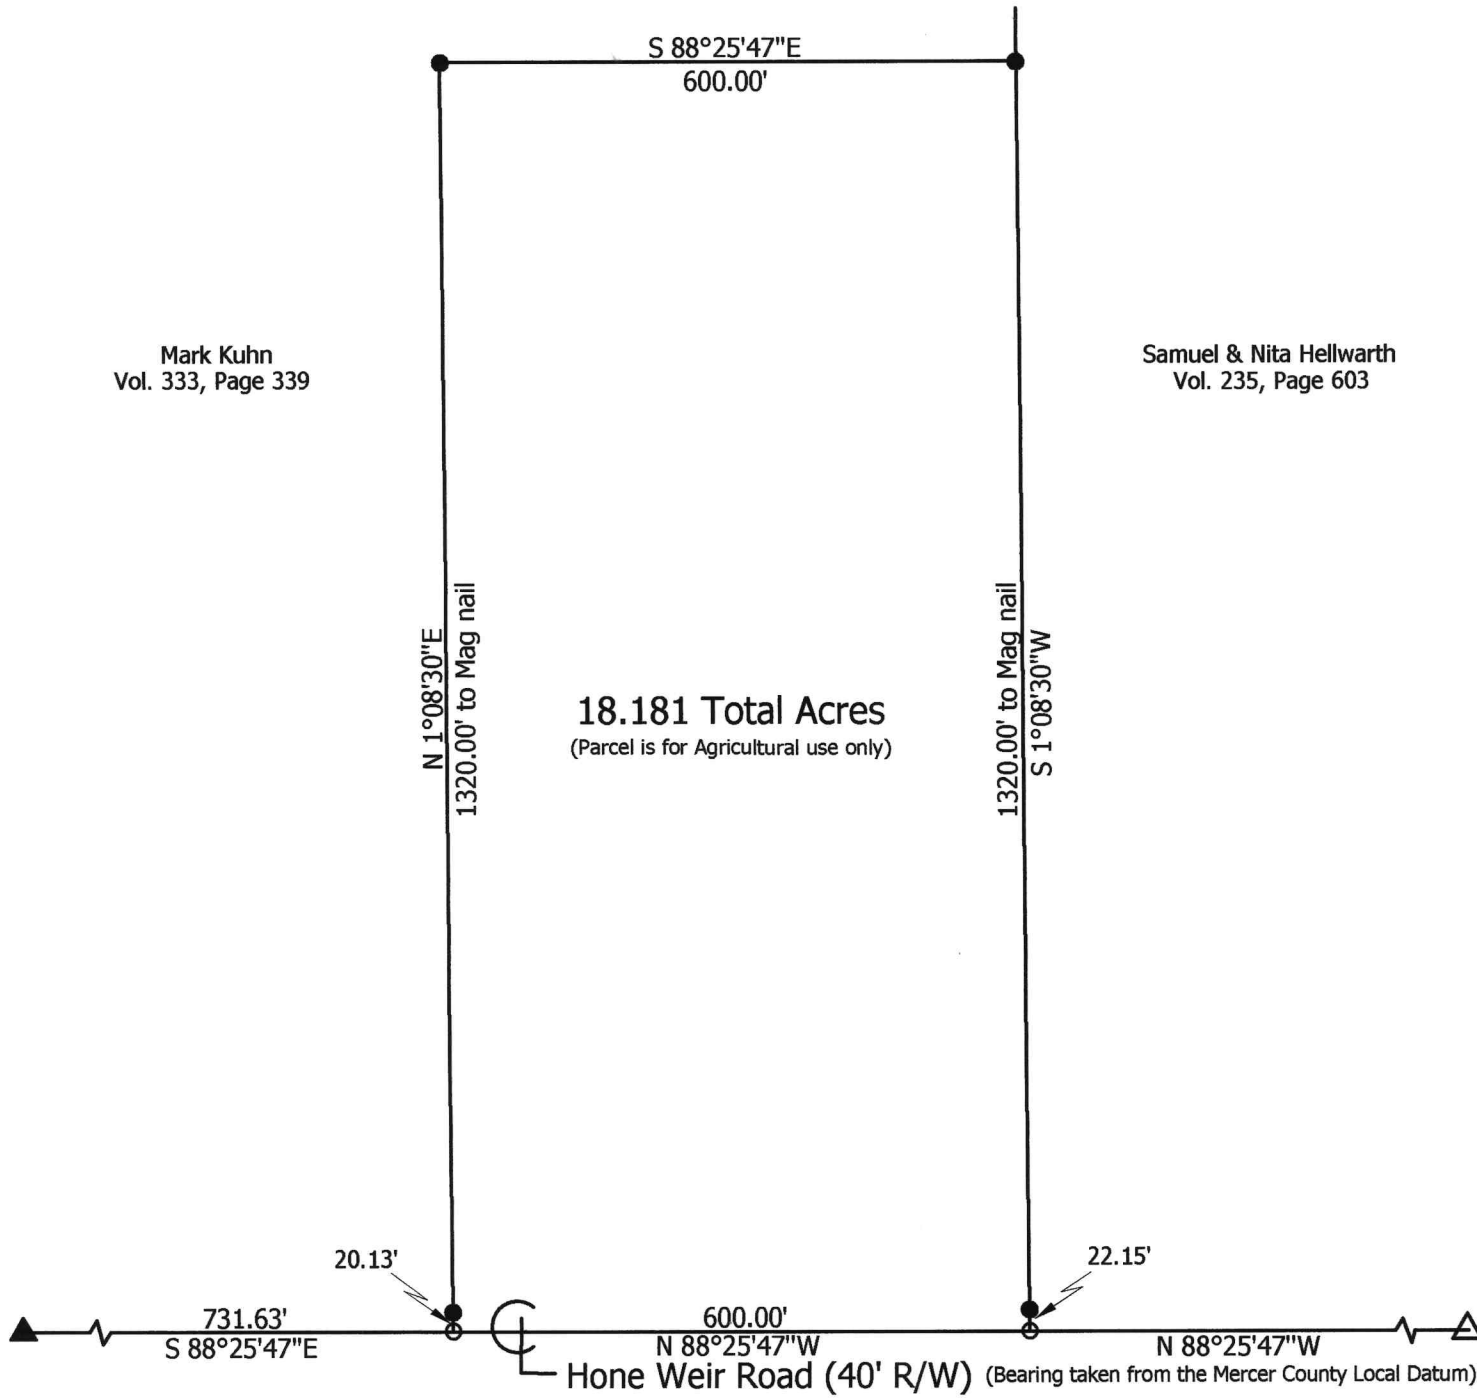 S 88°25'47"E
600.00'
Mark Kuhn
Vol. 333, Page 339
Samuel & Nita Hellwarth
Vol. 235, Page 603
N 1°08'30"E
1320.00' to Mag nail
1320.00' to Mag nail
S 1°08'30"W
18.181 Total Acres
(Parcel is for Agricultural use only)
20.13'
22.15'
731.63'
S 88°25'47"E
600.00'
N 88°25'47"W
N 88°25'47"W
Hone Weir Road (40' R/W) (Bearing taken from the Mercer County Local Datum)